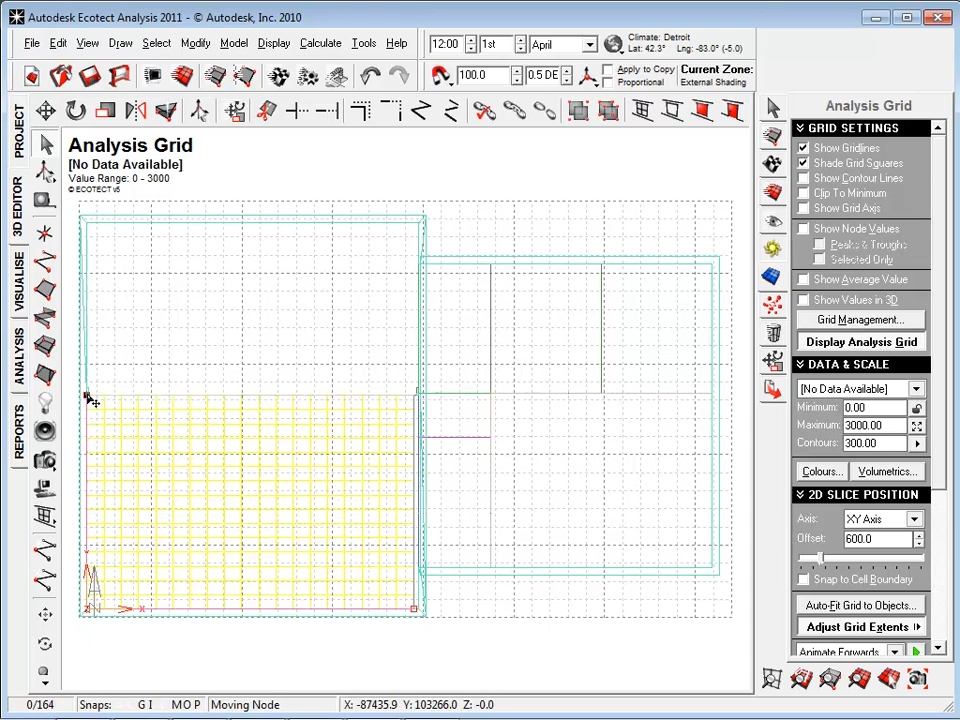 Autodesk Ecotect Analysis 2011 - © Autodesk, Inc. 2010
File Edit View Draw Select Modify Model Display Calculate Tools Help
12:00 1st April
Climate: Detroit
Lat: 42.3° Lng: -83.0° (-5.0)
100.0 0.5 DE
Apply to Copy
Proportional
Current Zone:
External Shading
PROJECT
3D EDITOR
VISUALISE
ANALYSIS
REPORTS
Analysis Grid
[No Data Available]
Value Range: 0 - 3000
© ECOTECT v5
X
N
Analysis Grid
GRID SETTINGS
Show Gridlines
Shade Grid Squares
Show Contour Lines
Clip To Minimum
Show Grid Axis
Show Node Values
Peaks & Troughs
Selected Only
Show Average Value
Show Values in 3D
Grid Management...
Display Analysis Grid
DATA & SCALE
[No Data Available]
Minimum: 0.00
Maximum: 3000.00
Contours: 300.00
Colours... Volumetrics...
2D SLICE POSITION
Axis: XY Axis
Offset: 600.0
Snap to Cell Boundary
Auto-Fit Grid to Objects...
Adjust Grid Extents
Animate Forwards
0/164 Snaps: G I M O P Moving Node X: -87435.9 Y: 103266.0 Z: -0.0